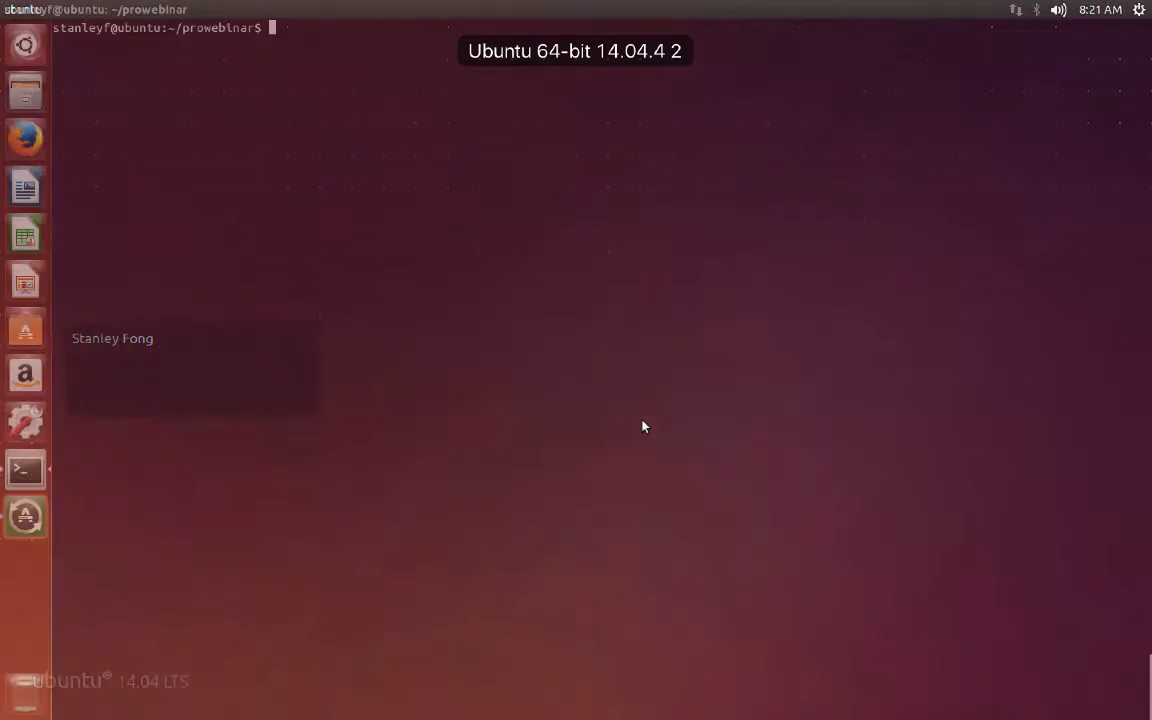 stanleyf@ubuntu: ~/prowebinar
8:21 AM
stanleyf@ubuntu:~/prowebinar$
Ubuntu 64-bit 14.04.4 2
Stanley Fong
ubuntu® 14.04 LTS